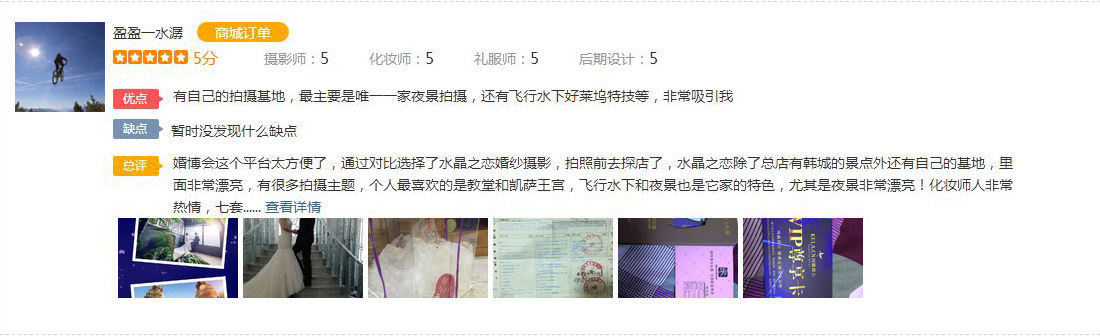 盈盈一水潺 商城订单
5分 摄影师：5 化妆师：5 礼服师：5 后期设计：5
优点 有自己的拍摄基地，最主要是唯一一家夜景拍摄，还有飞行水下好莱坞特技等，非常吸引我
缺点 暂时没发现什么缺点
总评 婚博会这个平台太方便了，通过对比选择了水晶之恋婚纱摄影，拍照前去探店了，水晶之恋除了总店有韩城的景点外还有自己的基地，里
面非常漂亮，有很多拍摄主题，个人最喜欢的是教堂和凯萨王宫，飞行水下和夜景也是它家的特色，尤其是夜景非常漂亮！化妆师人非常
热情，七套...... 查看详情
VIP尊享卡